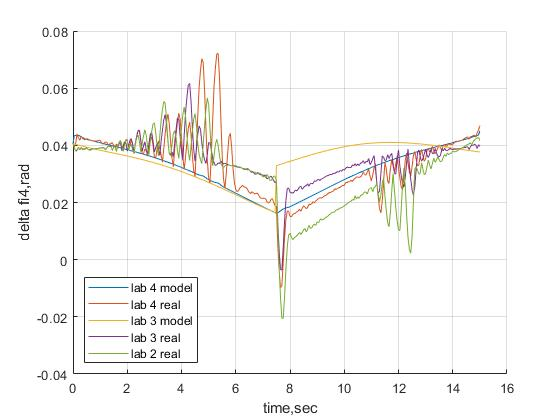 0.08
0.06
0.04
0.02
0
-0.02
-0.04
delta fi4,rad
lab 4 model
lab 4 real
lab 3 model
lab 3 real
lab 2 real
0 2 4 6 8 10 12 14 16
time,sec